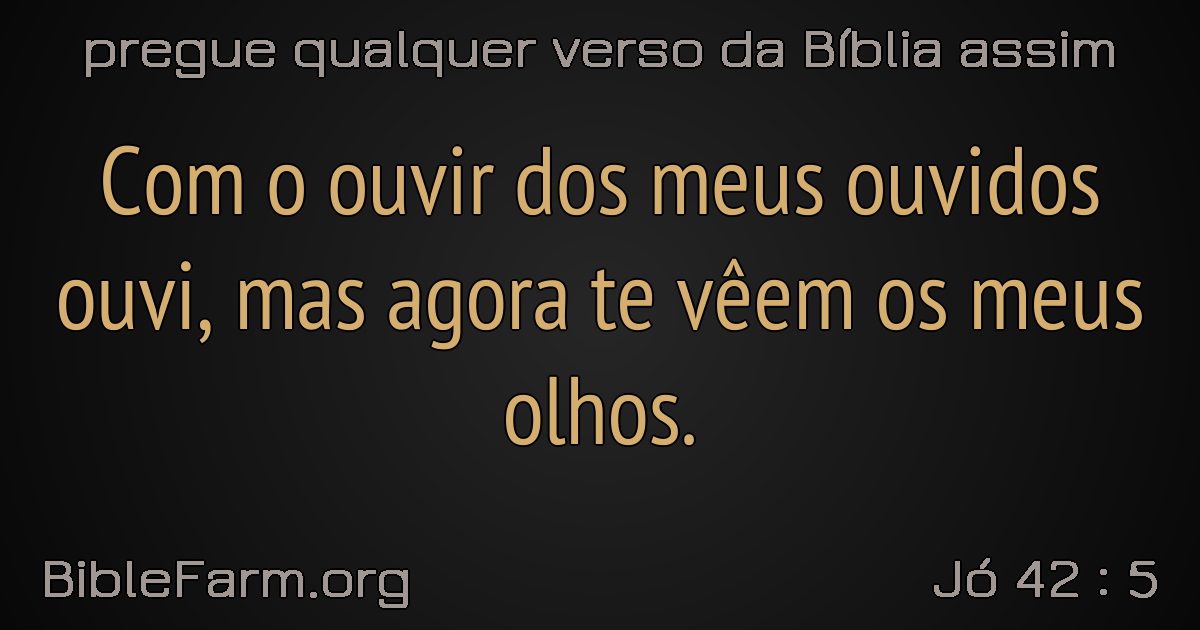 pregue qualquer verso da Bíblia assim
Com o ouvir dos meus ouvidos
ouvi, mas agora te vêem os meus
olhos.
BibleFarm.org
Jó 42 : 5